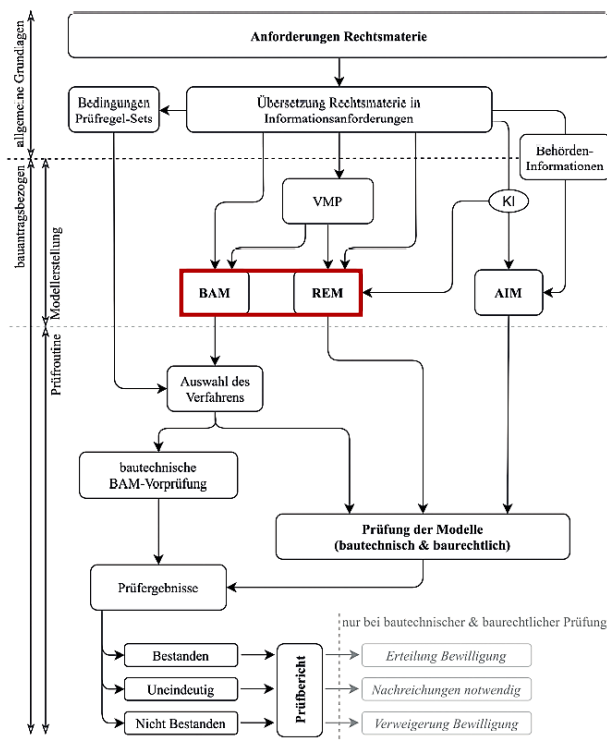 Anforderungen Rechtsmaterie
allgemeine Grundlagen
Bedingungen
Prüfregel-Sets
Übersetzung Rechtsmaterie in
Informationsanforderungen
Behörden-
Informationen
bauantragsbezogen
Modellerstellung
VMP
KI
BAM
REM
AIM
Prüfroutine
Auswahl des
Verfahrens
bautechnische
BAM-Vorprüfung
Prüfung der Modelle
(bautechnisch & baurechtlich)
Prüfergebnisse
nur bei bautechnischer & baurechtlicher Prüfung
Bestanden
Uneindeutig
Nicht Bestanden
Prüfbericht
Erteilung Bewilligung
Nachreichungen notwendig
Verweigerung Bewilligung